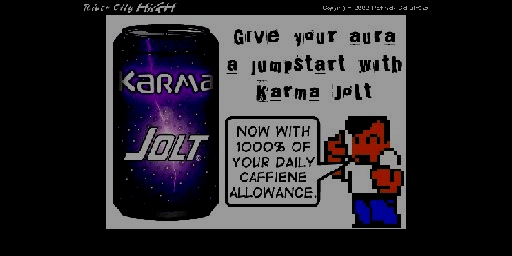 River City HIGH
Give your aura
a jumpstart with
Karma Jolt
KARMA
JOLT
NOW WITH
1000% OF
YOUR DAILY
CAFFIENE
ALLOWANCE.